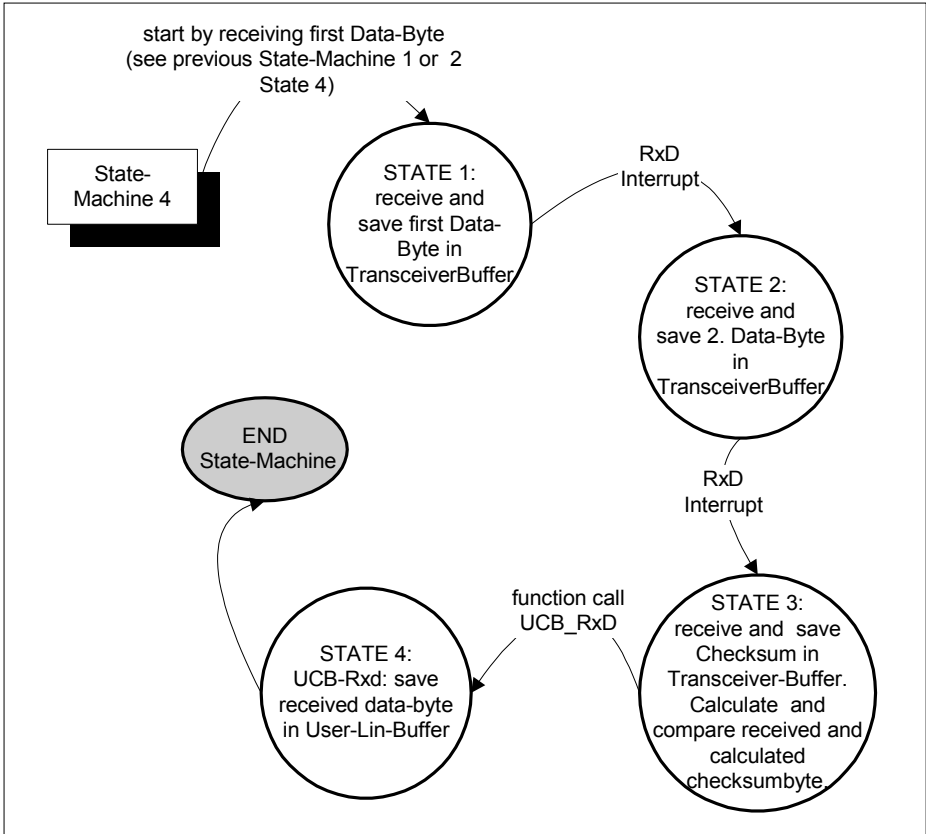 start by receiving first Data-Byte
(see previous State-Machine 1 or 2
State 4)
State-
Machine 4
STATE 1:
receive and
save first Data-
Byte in
TransceiverBuffer
RxD
Interrupt
STATE 2:
receive and
save 2. Data-Byte
in
TransceiverBuffer
RxD
Interrupt
STATE 3:
receive and save
Checksum in
Transceiver-Buffer.
Calculate and
compare received and
calculated
checksumbyte.
function call
UCB_RxD
STATE 4:
UCB-Rxd: save
received data-byte
in User-Lin-Buffer
END
State-Machine